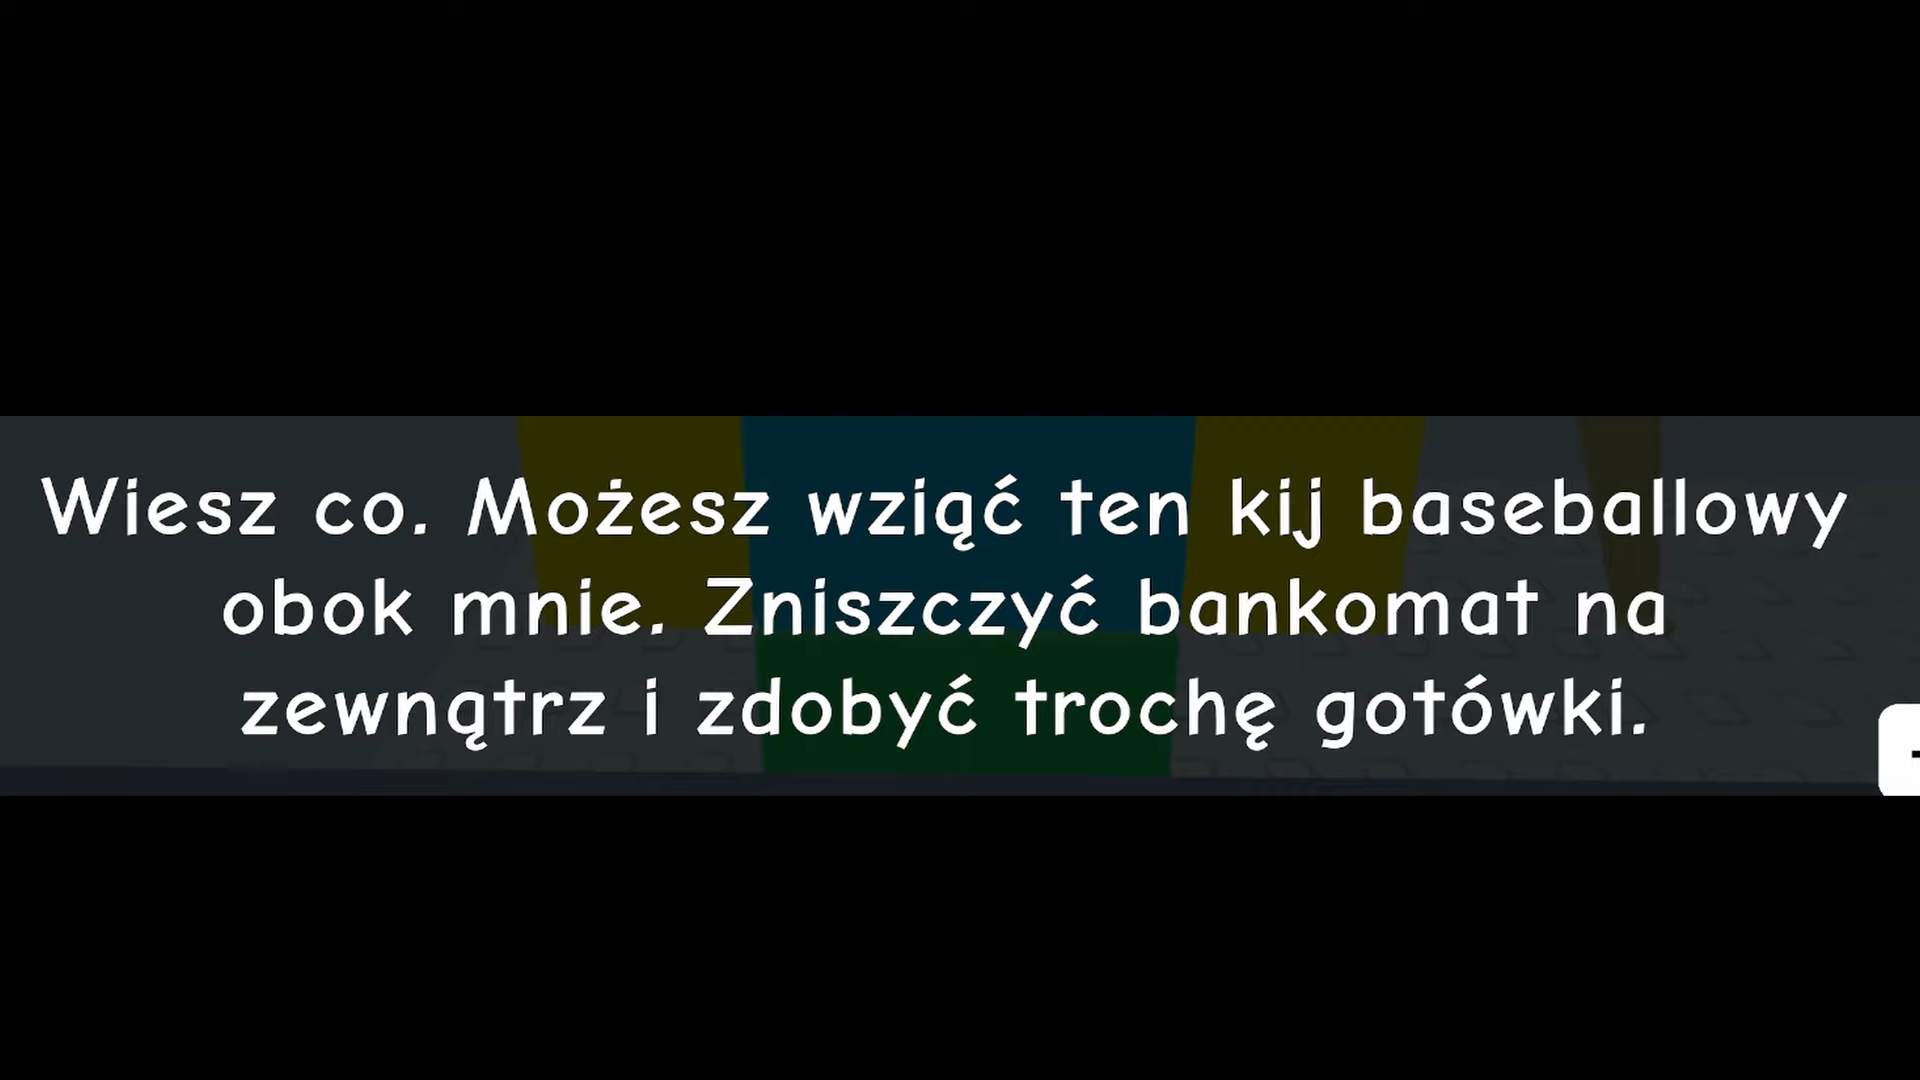 Wiesz co. Możesz wziąć ten kij baseballowy
obok mnie. Zniszczyć bankomat na
zewnątrz i zdobyć trochę gotówki.